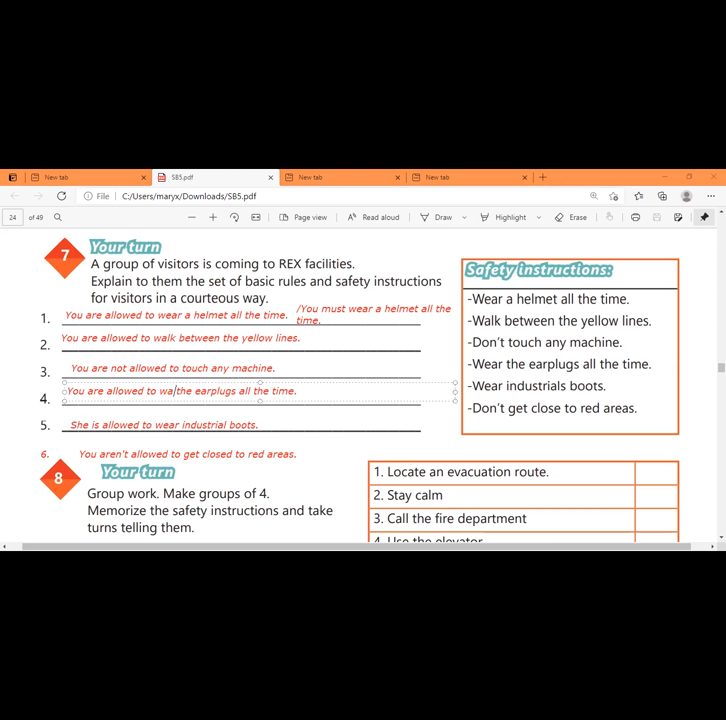 New tab
SB5.pdf
New tab
New tab
File C:/Users/maryx/Downloads/SB5.pdf
24 of 49
Page view
Read aloud
Draw
Highlight
Erase
7
Your turn
A group of visitors is coming to REX facilities.
Explain to them the set of basic rules and safety instructions
for visitors in a courteous way.
1. You are allowed to wear a helmet all the time. /You must wear a helmet all the
time.
2. You are allowed to walk between the yellow lines.
3. You are not allowed to touch any machine.
4. You are allowed to wa/the earplugs all the time.
5. She is allowed to wear industrial boots.
6. You aren't allowed to get closed to red areas.
Safety instructions:
-Wear a helmet all the time.
-Walk between the yellow lines.
-Don't touch any machine.
-Wear the earplugs all the time.
-Wear industrials boots.
-Don't get close to red areas.
8
Your turn
Group work. Make groups of 4.
Memorize the safety instructions and take
turns telling them.
1. Locate an evacuation route.
2. Stay calm
3. Call the fire department
4. Use the elevator